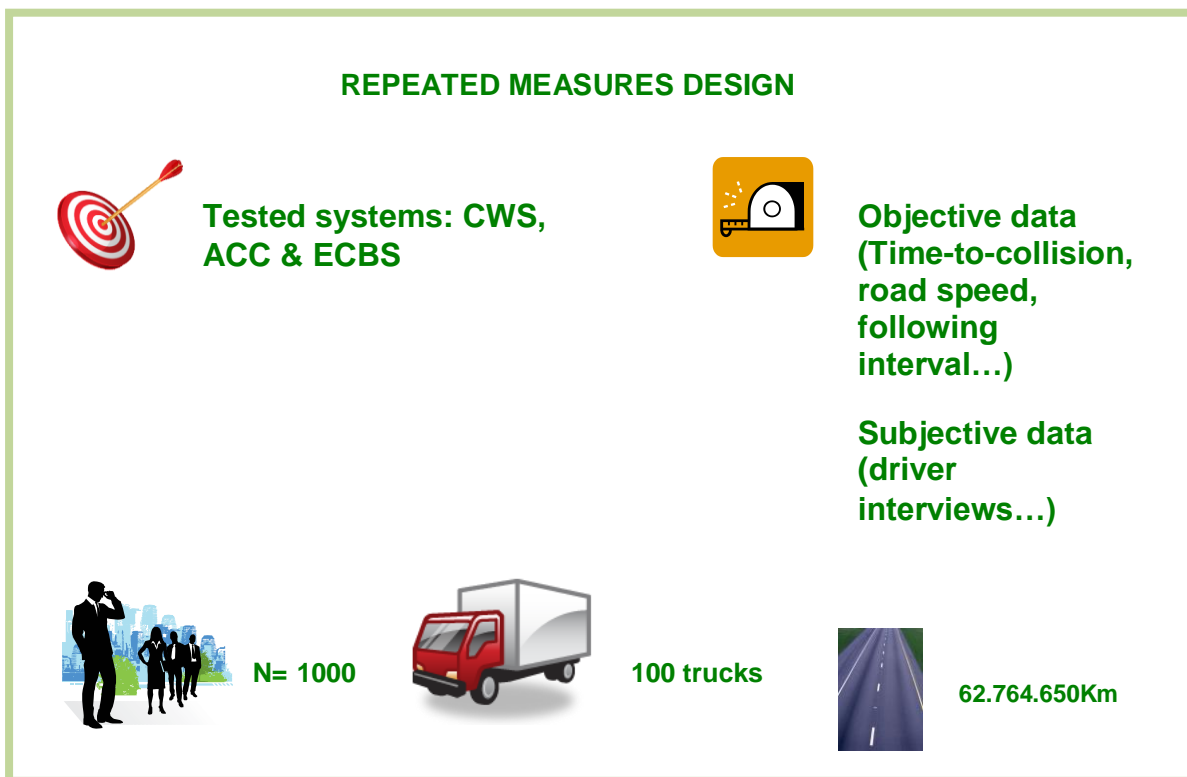 REPEATED MEASURES DESIGN
Tested systems: CWS,
ACC & ECBS
Objective data
(Time-to-collision,
road speed,
following
interval…)
Subjective data
(driver
interviews…)
N= 1000
100 trucks
62.764.650Km